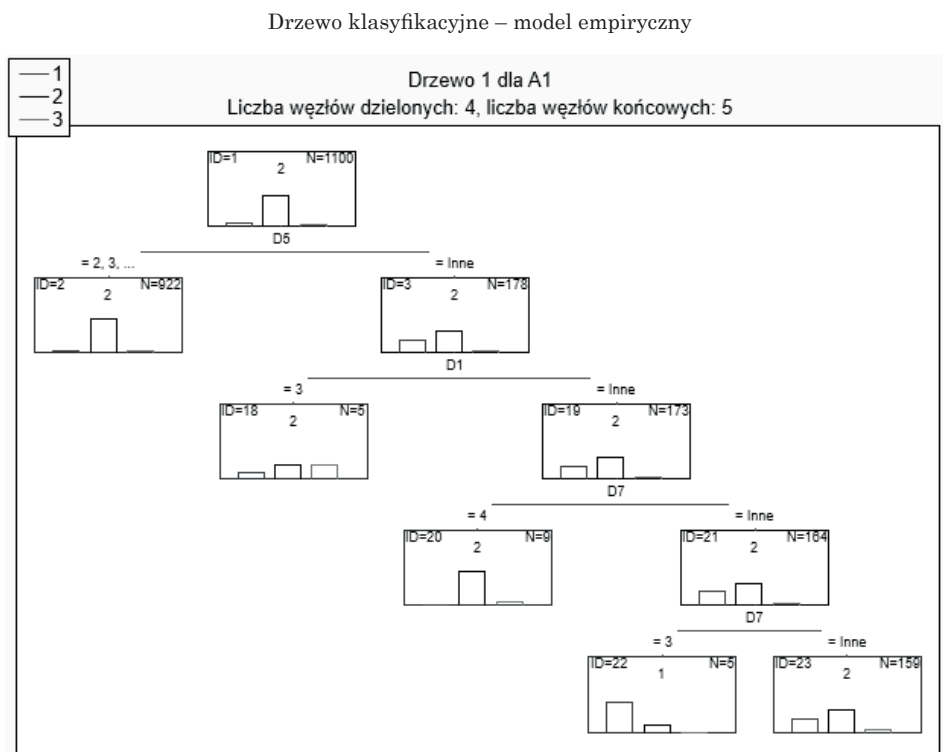 Drzewo klasyfikacyjne – model empiryczny
1
2
3
Drzewo 1 dla A1
Liczba węzłów dzielonych: 4, liczba węzłów końcowych: 5
ID=1 N=1100
2
D5
= 2, 3, ... = Inne
ID=2 N=922 ID=3 N=178
2 2
D1
= 3 = Inne
ID=18 N=5 ID=19 N=173
2 2
D7
= 4 = Inne
ID=20 N=9 ID=21 N=164
2 2
D7
= 3 = Inne
ID=22 N=5 ID=23 N=159
1 2